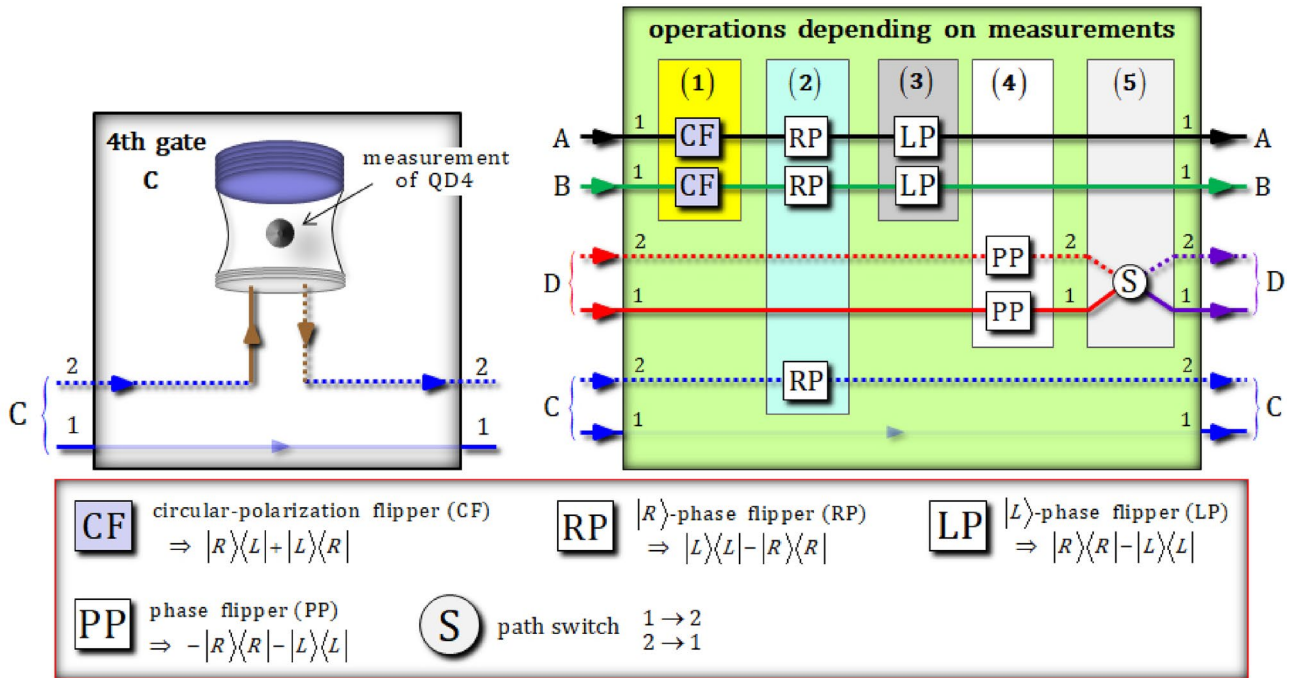 operations depending on measurements
4th gate
C
measurement
of QD4
(1) (2) (3) (4) (5)
A 1 CF RP LP 1 A
B 1 CF RP LP 1 B
2 PP 2 2
D S D
1 PP 1 1
2 2
C
1 1
2 RP 2
C C
1 1
CF circular-polarization flipper (CF)
⇒ |R⟩⟨L|+|L⟩⟨R|
RP |R⟩-phase flipper (RP)
⇒ |L⟩⟨L|−|R⟩⟨R|
LP |L⟩-phase flipper (LP)
⇒ |R⟩⟨R|−|L⟩⟨L|
PP phase flipper (PP)
⇒ −|R⟩⟨R|−|L⟩⟨L|
S path switch 1→2
2→1